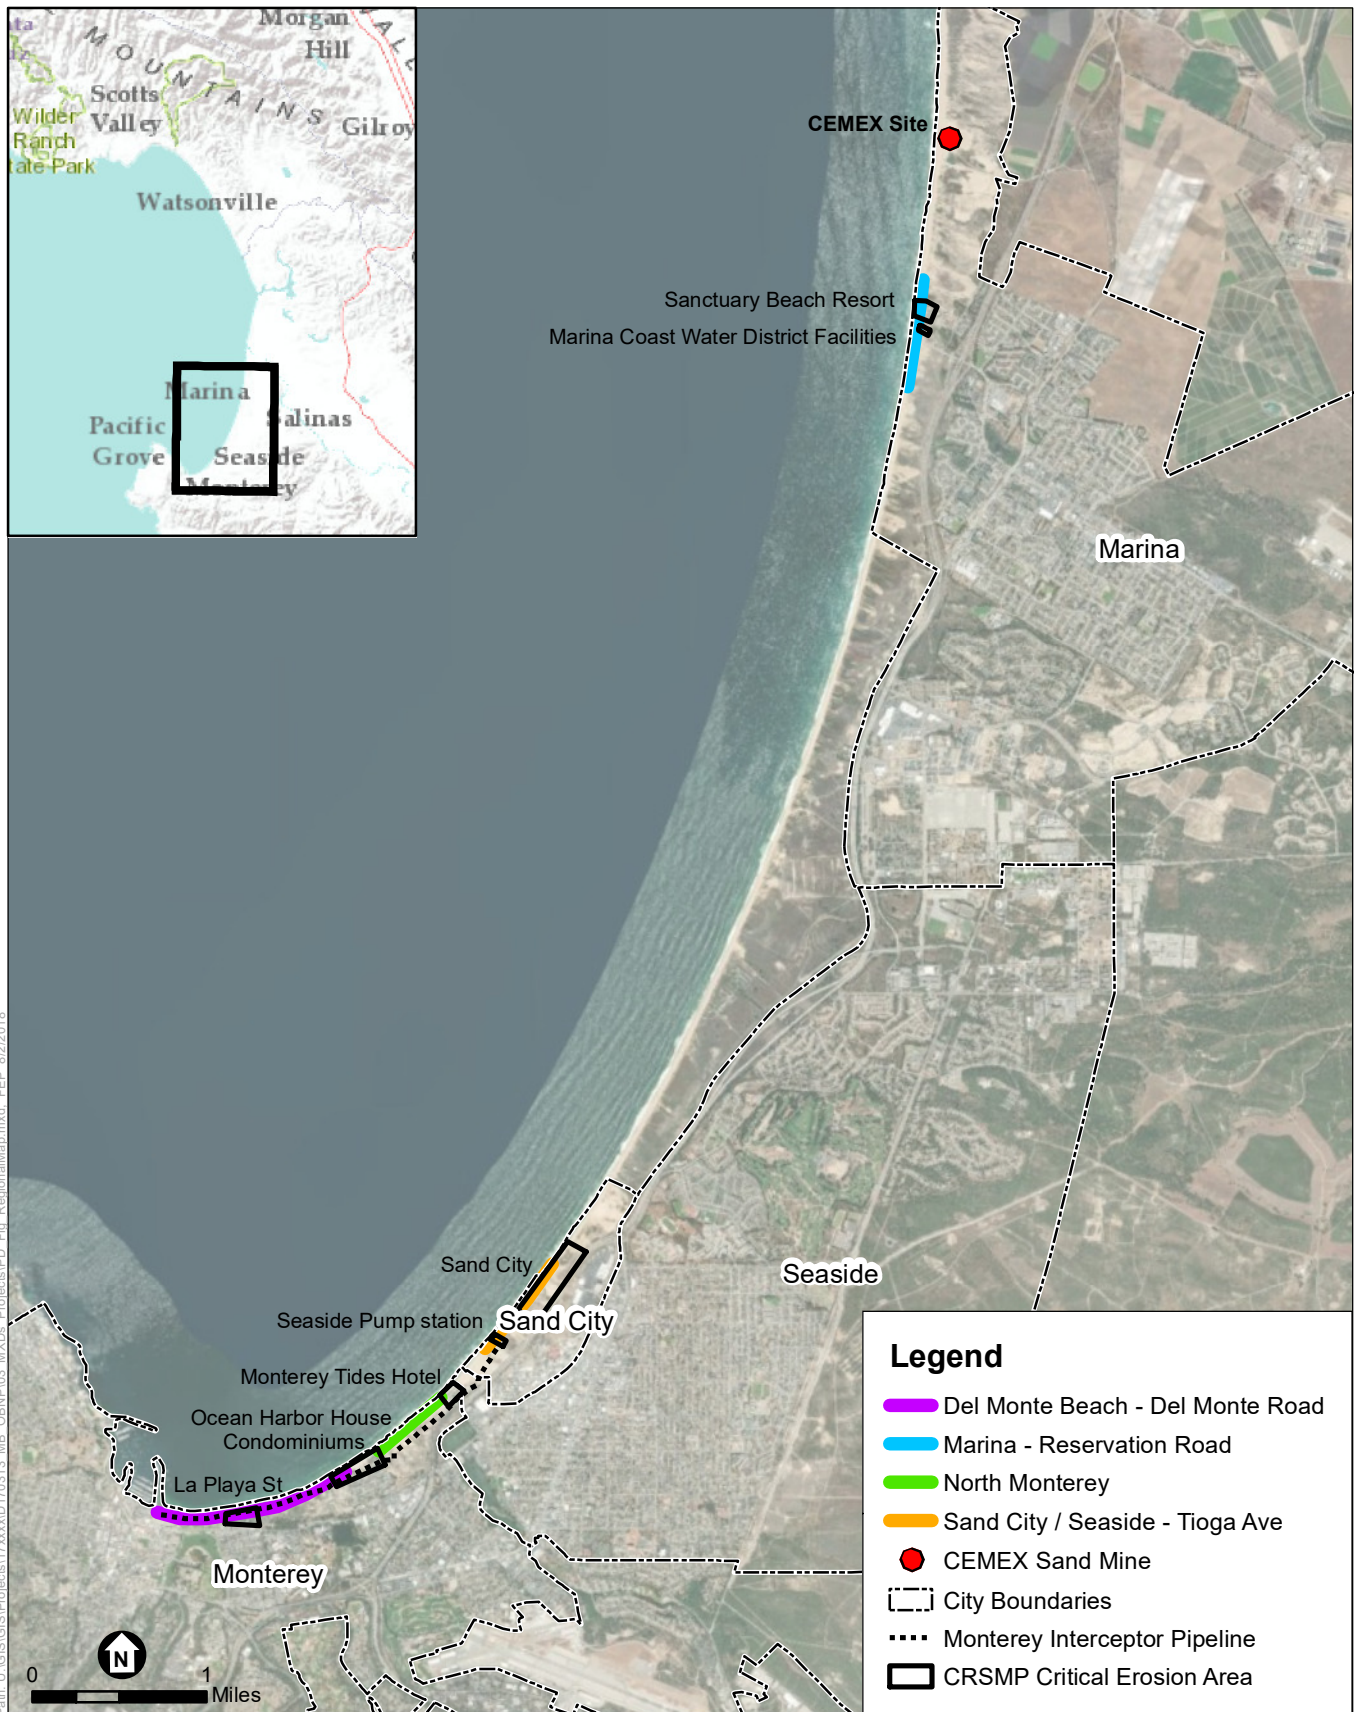 Morgan
Hill
MOUNTAINS
Scotts
Valley
Wilder
Ranch
tate Park
Gilroy
Watsonville
Marina
Pacific
Grove
Salinas
Seaside
Monterey
CEMEX Site
Sanctuary Beach Resort
Marina Coast Water District Facilities
Marina
Sand City
Seaside
Seaside Pump station
Sand City
Monterey Tides Hotel
Ocean Harbor House
Condominiums
La Playa St
Monterey
N
0 1
Miles
Legend
Del Monte Beach - Del Monte Road
Marina - Reservation Road
North Monterey
Sand City / Seaside - Tioga Ave
CEMEX Sand Mine
City Boundaries
Monterey Interceptor Pipeline
CRSMP Critical Erosion Area